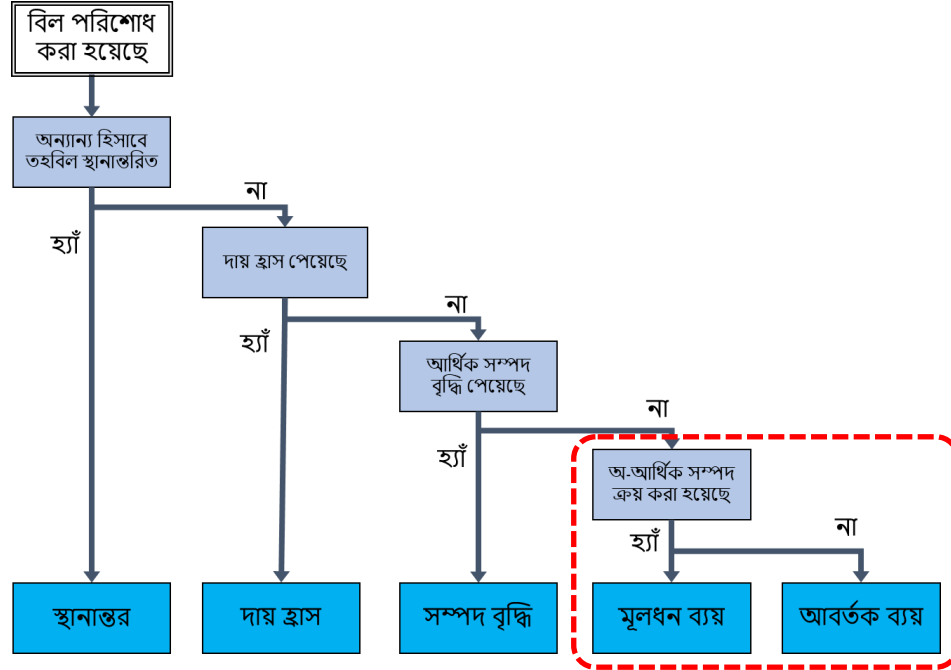 বিল পরিশোধ
করা হয়েছে
অন্যান্য হিসাবে
তহবিল স্থানান্তরিত
না
হ্যাঁ
দায় হ্রাস পেয়েছে
না
হ্যাঁ
আর্থিক সম্পদ
বৃদ্ধি পেয়েছে
না
হ্যাঁ
অ-আর্থিক সম্পদ
ক্রয় করা হয়েছে
না
হ্যাঁ
স্থানান্তর
দায় হ্রাস
সম্পদ বৃদ্ধি
মূলধন ব্যয়
আবর্তক ব্যয়